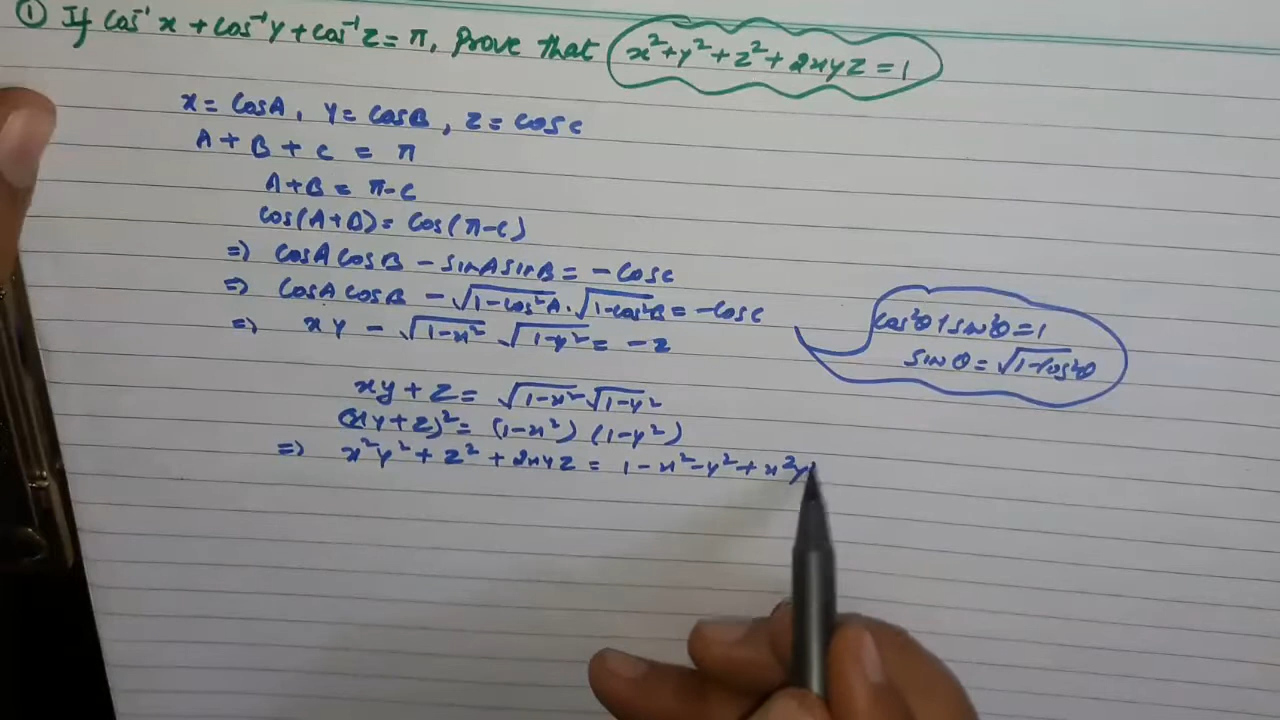 ① If Cos⁻¹x + Cos⁻¹y + Cos⁻¹z = π, Prove that x² + y² + z² + 2xyz = 1
x = CosA, y = CosB, z = Cosc
A + B + c = π
A+B = π-c
Cos(A+B) = Cos(π-c)
⇒ CosA CosB - SinA SinB = -Cosc
⇒ CosA CosB - √1-Cos²A . √1-Cos²B = -Cosc
⇒ xy - √1-x² √1-y² = -z
Cos²θ + Sin²θ = 1
Sinθ = √1-Cos²θ
xy + z = √1-x² √1-y²
(xy+z)² = (1-x²)(1-y²)
⇒ x²y² + z² + 2xyz = 1 - x² - y² + x²y